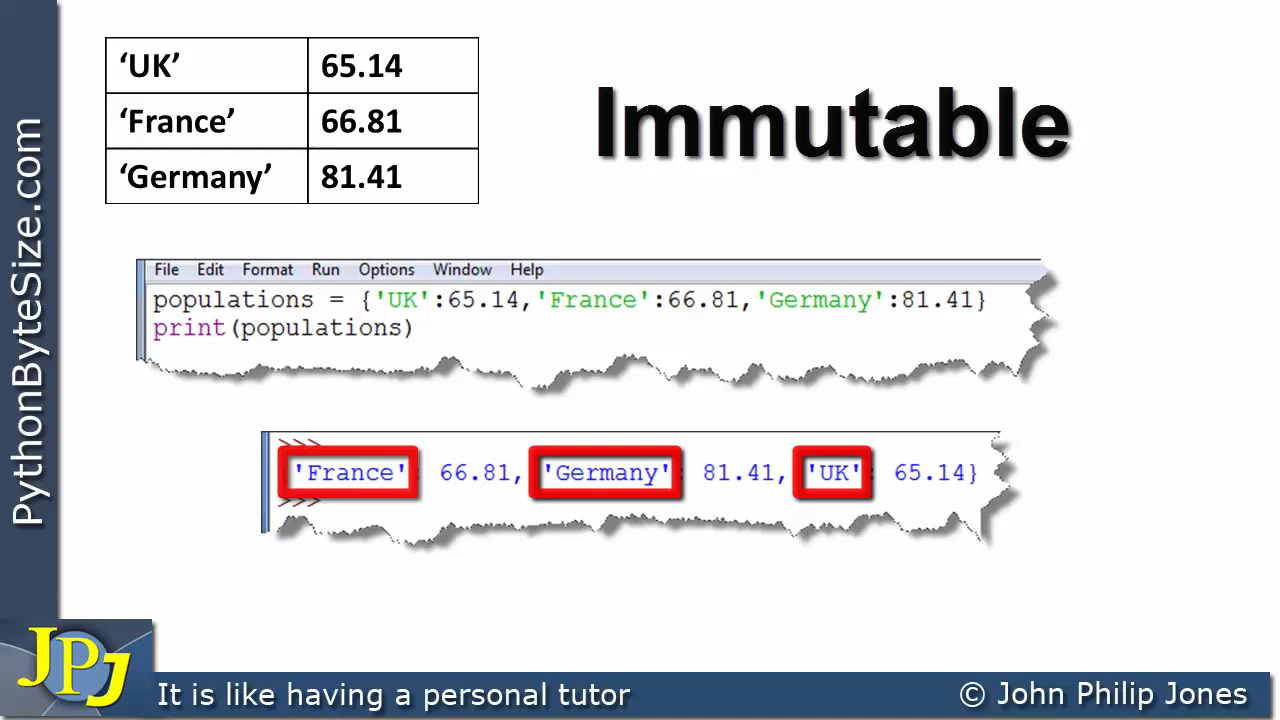 ‘UK’ 65.14
‘France’ 66.81
‘Germany’ 81.41
Immutable
PythonByteSize.com
File Edit Format Run Options Window Help
populations = {'UK':65.14,'France':66.81,'Germany':81.41}
print(populations)
>>>
'France': 66.81, 'Germany': 81.41, 'UK': 65.14}
>>>
JPJ
It is like having a personal tutor
© John Philip Jones